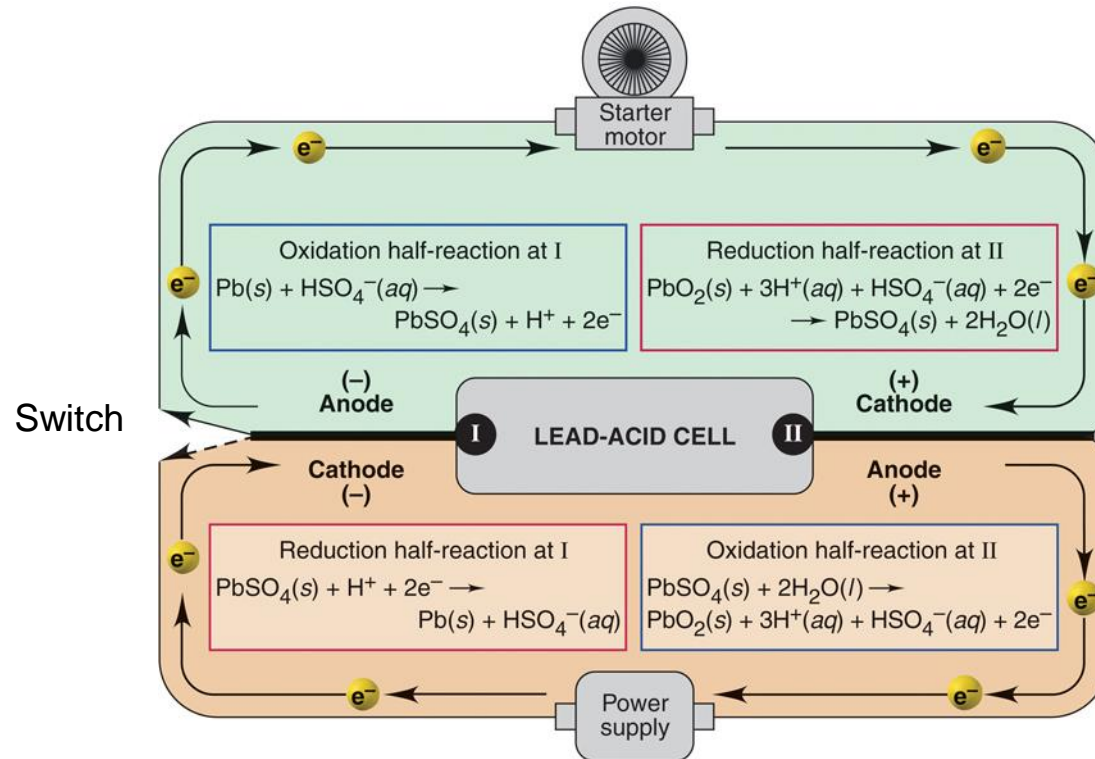 Starter
motor
e⁻
e⁻
e⁻
e⁻
Oxidation half-reaction at I
Pb(s) + HSO₄⁻(aq) →
PbSO₄(s) + H⁺ + 2e⁻
Reduction half-reaction at II
PbO₂(s) + 3H⁺(aq) + HSO₄⁻(aq) + 2e⁻
→ PbSO₄(s) + 2H₂O(l)
(–)
Anode
(+)
Cathode
Switch
I
LEAD-ACID CELL
II
Cathode
(–)
Anode
(+)
Reduction half-reaction at I
PbSO₄(s) + H⁺ + 2e⁻ →
Pb(s) + HSO₄⁻(aq)
Oxidation half-reaction at II
PbSO₄(s) + 2H₂O(l) →
PbO₂(s) + 3H⁺(aq) + HSO₄⁻(aq) + 2e⁻
e⁻
e⁻
e⁻
e⁻
Power
supply